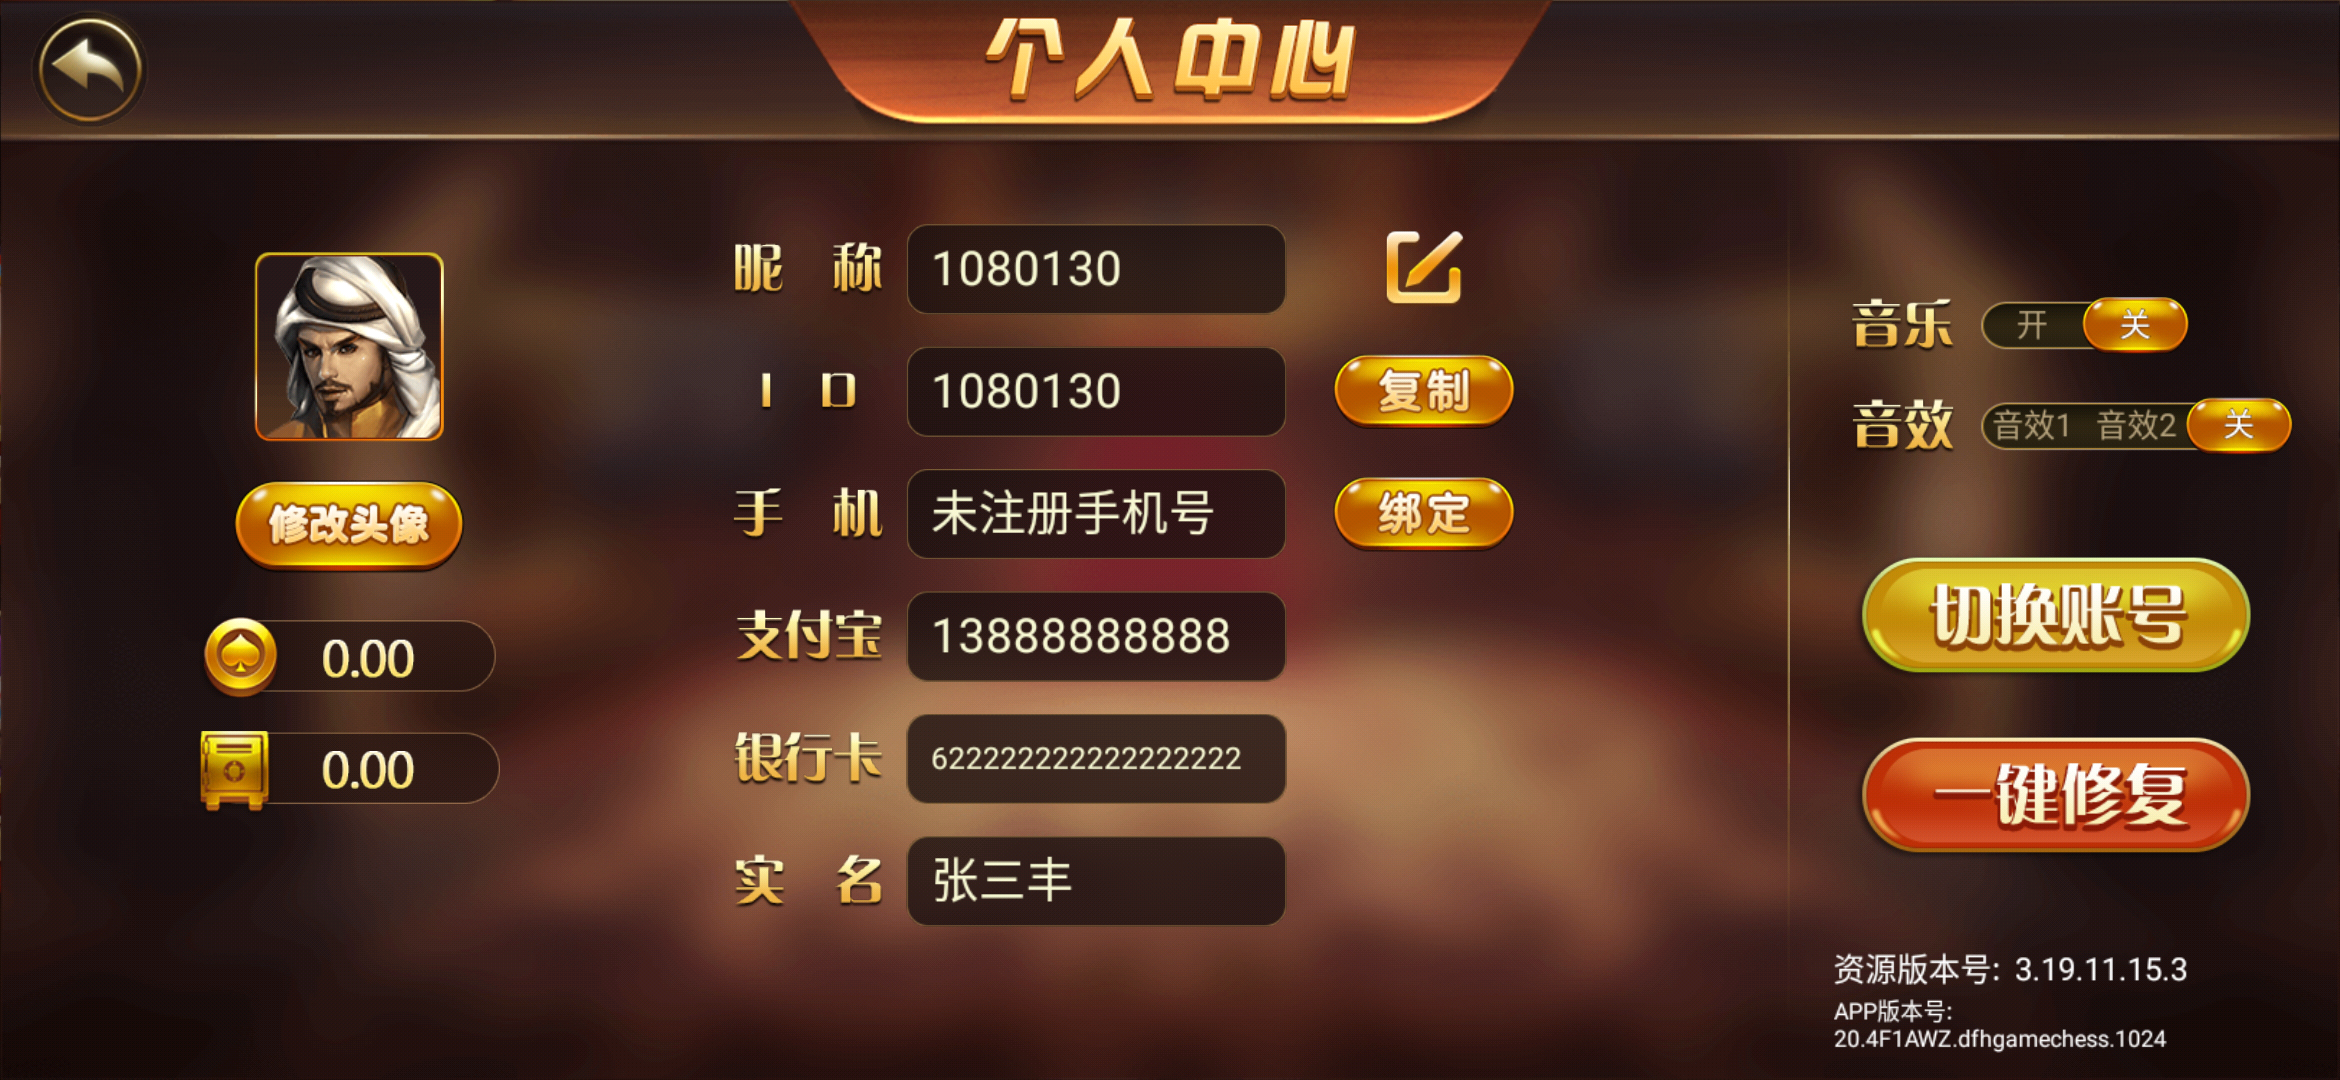 个人中心
昵称 1080130
ID 1080130 复制
手机 未注册手机号 绑定
支付宝 13888888888
银行卡 6222222222222222222
实名 张三丰
修改头像
0.00
0.00
音乐 开 关
音效 音效1 音效2 关
切换账号
一键修复
资源版本号: 3.19.11.15.3
APP版本号:
20.4F1AWZ.dfhgamechess.1024